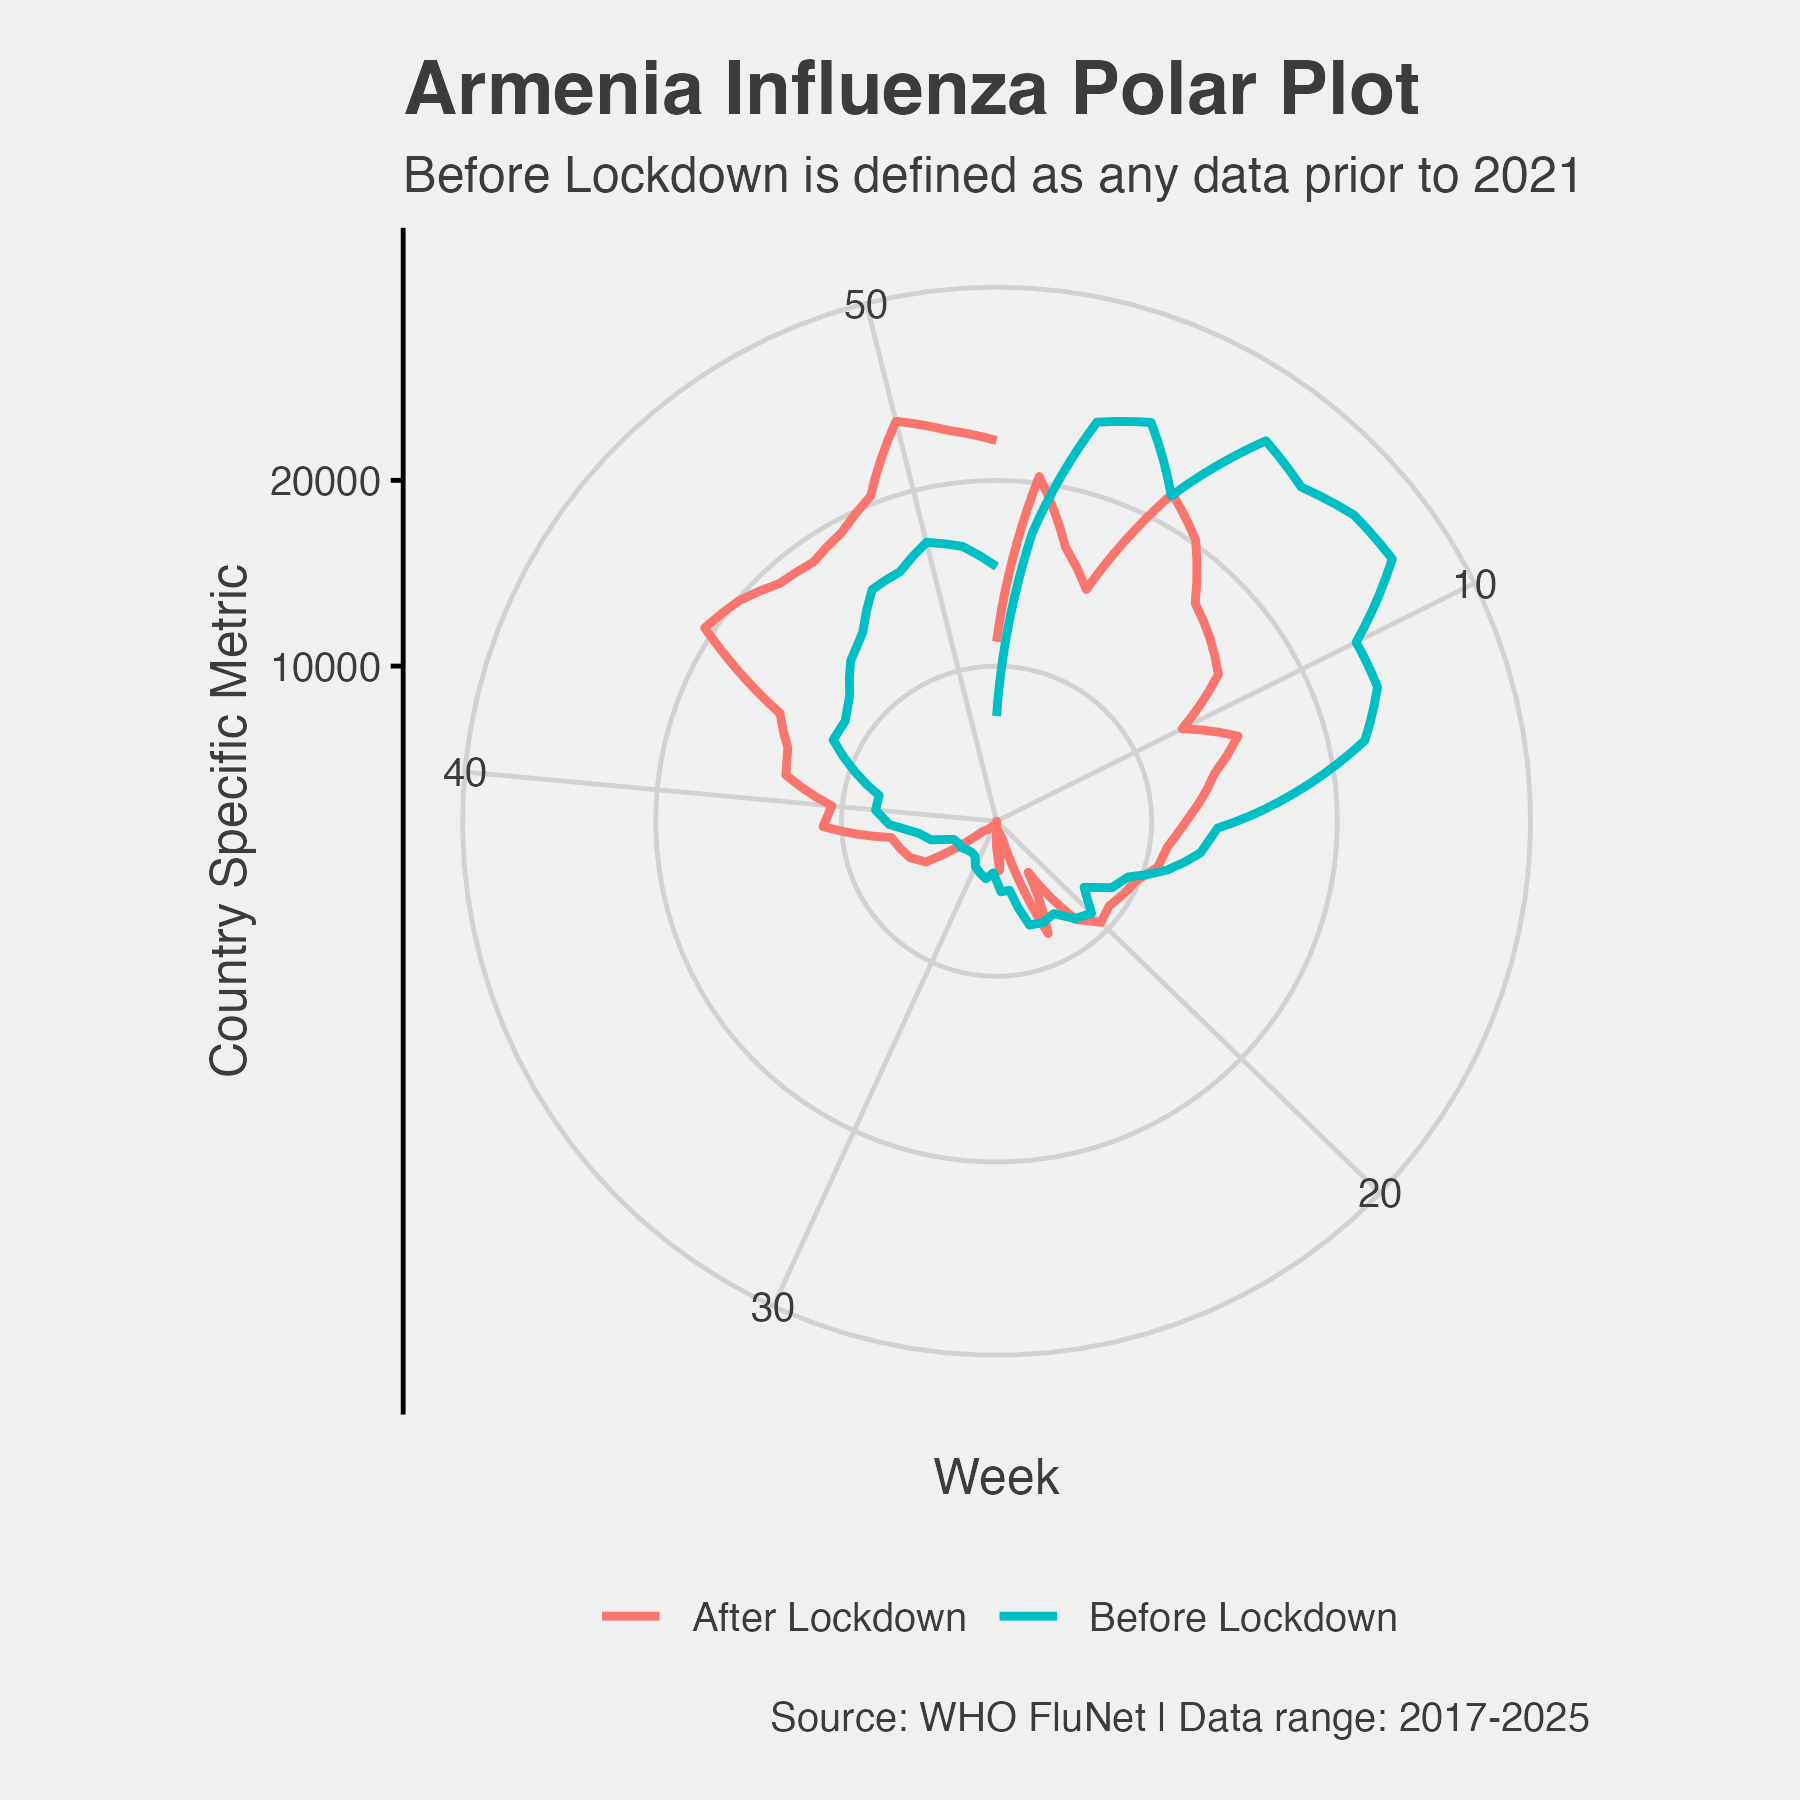 Armenia Influenza Polar Plot
Before Lockdown is defined as any data prior to 2021
50
20000
10
10000
40
Country Specific Metric
20
30
Week
After Lockdown
Before Lockdown
Source: WHO FluNet | Data range: 2017-2025